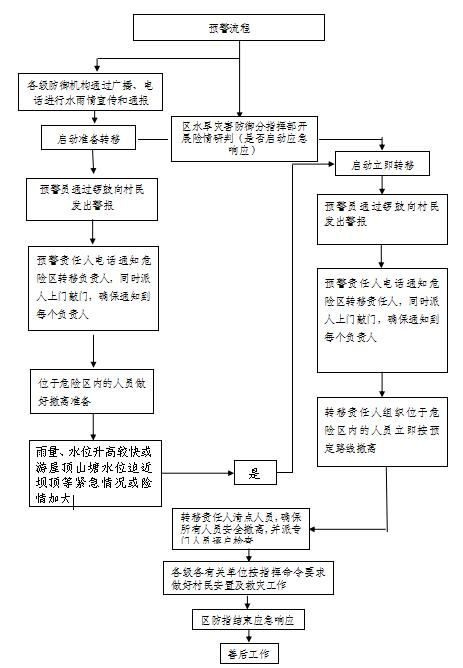 预警流程
各级防御机构通过广播、电
话进行水雨情宣传和通报
启动准备转移
区水旱灾害防御分指挥部开
展险情研判（是否启动应急
响应）
启动立即转移
预警员通过锣鼓向村民
发出警报
预警员通过锣鼓向村民
发出警报
预警责任人电话通知危
险区转移负责人，同时派
人上门敲门，确保通知到
每个负责人
预警责任人电话通知危
险区转移责任人，同时派
人上门敲门，确保通知到
每个负责人
位于危险区内的人员做
好撤离准备
转移责任人组织位于危
险区内的人员立即按预
定路线撤离
雨量、水位升高较快或
游屋顶山塘水位迫近
坝顶等紧急情况或险
情加大
是
转移责任人清点人员，确保
所有人员安全撤离，并派专
门人员逐户检查
各级各有关单位按指挥命令要求
做好村民安置及救灾工作
区防指结束应急响应
善后工作